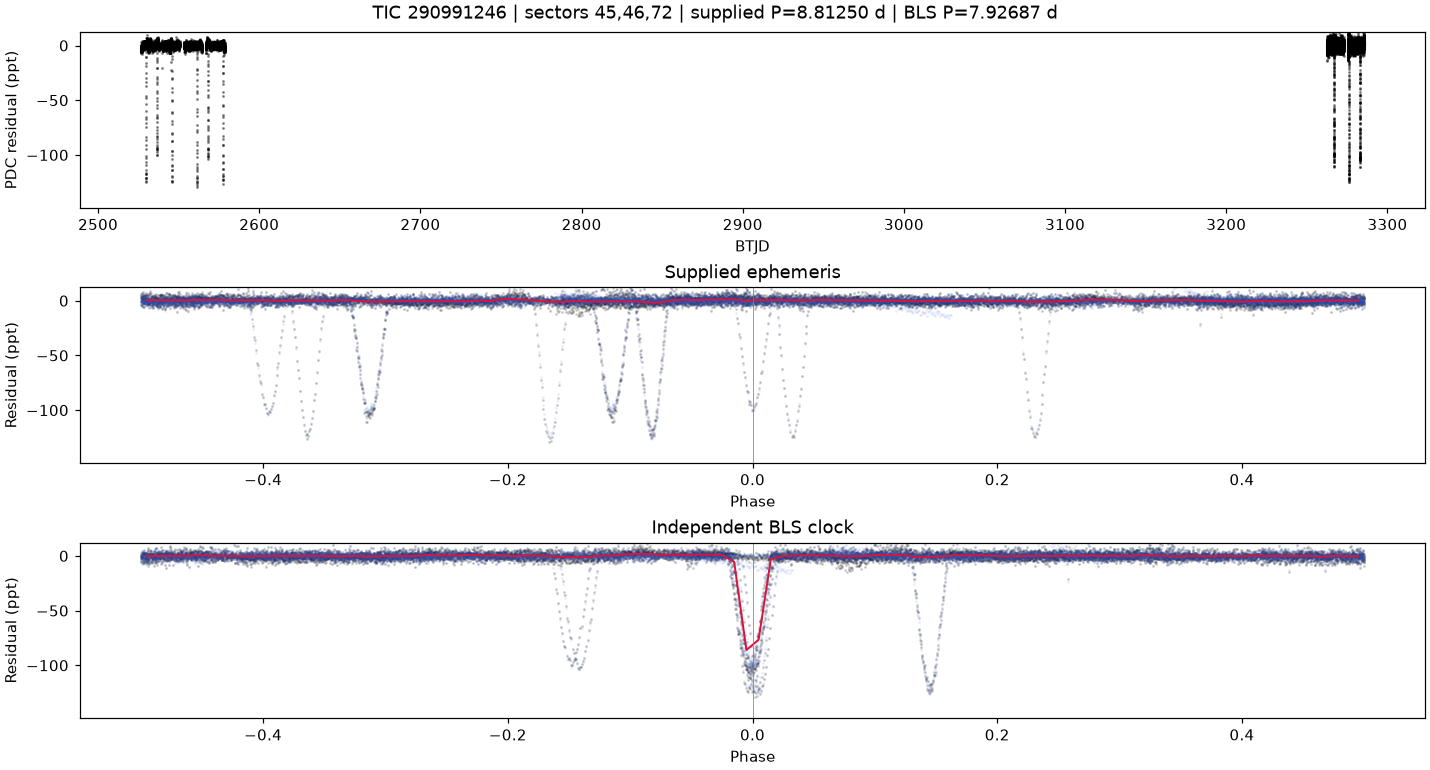 TIC 290991246 | sectors 45,46,72 | supplied P=8.81250 d | BLS P=7.92687 d
0
−50
−100
PDC residual (ppt)
2500 2600 2700 2800 2900 3000 3100 3200 3300
BTJD
Supplied ephemeris
0
−50
−100
Residual (ppt)
−0.4 −0.2 0.0 0.2 0.4
Phase
Independent BLS clock
0
−50
−100
Residual (ppt)
−0.4 −0.2 0.0 0.2 0.4
Phase